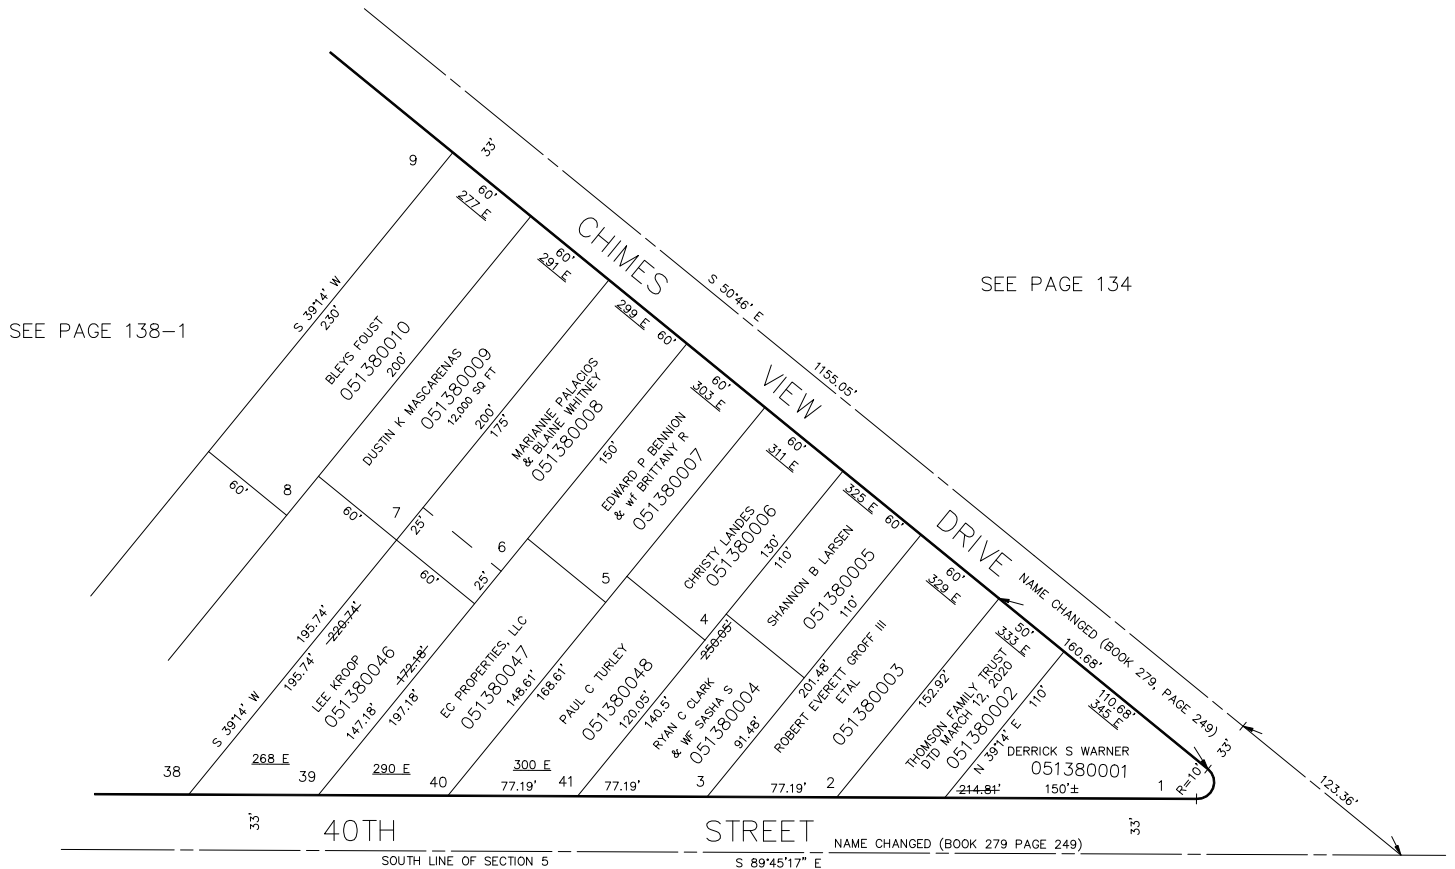 9
33'
60'
277 E
CHIMES
60'
291 E
SEE PAGE 134
S 50°46' E
S 39°14' W
230'
299 E
60'
SEE PAGE 138-1
BLEYS FOUST
051380010
200'
DUSTIN K MASCARENAS
051380009
12,000 SQ FT
200'
175'
MARIANNE PALACIOS
& BLAINE WHITNEY
051380008
VIEW
1155.05'
60'
303 E
150'
EDWARD P BENNION
& wf BRITTANY R
051380007
60'
311 E
60'
8
60'
7
25'
325 E
60'
CHRISTY LANDES
051380006
130'
110'
DRIVE
6
25'
60'
5
SHANNON B LARSEN
051380005
110'
60'
329 E
NAME CHANGED (BOOK 279, PAGE 249)
195.74'
220.74'
195.74'
LEE KROOP
051380046
172.18'
197.18'
147.18'
S 39°14' W
EC PROPERTIES, LLC
051380047
148.61'
168.61'
4
250.05'
PAUL C TURLEY
051380048
120.05'
140.5'
RYAN C CLARK
& WF SASHA S
051380004
91.48'
201.48'
ROBERT EVERETT GROFF III
ETAL
051380003
152.92'
50'
333 E
160.68'
THOMSON FAMILY TRUST
DTD MARCH 12, 2020
051380002
N 39°14' E
110'
110.68'
345 E
33'
DERRICK S WARNER
051380001
R=10'
123.36'
38
268 E
39
290 E
40
300 E
77.19'
41
77.19'
3
77.19'
2
214.81'
150'±
1
33'
40TH
STREET
33'
NAME CHANGED (BOOK 279 PAGE 249)
SOUTH LINE OF SECTION 5
S 89°45'17" E